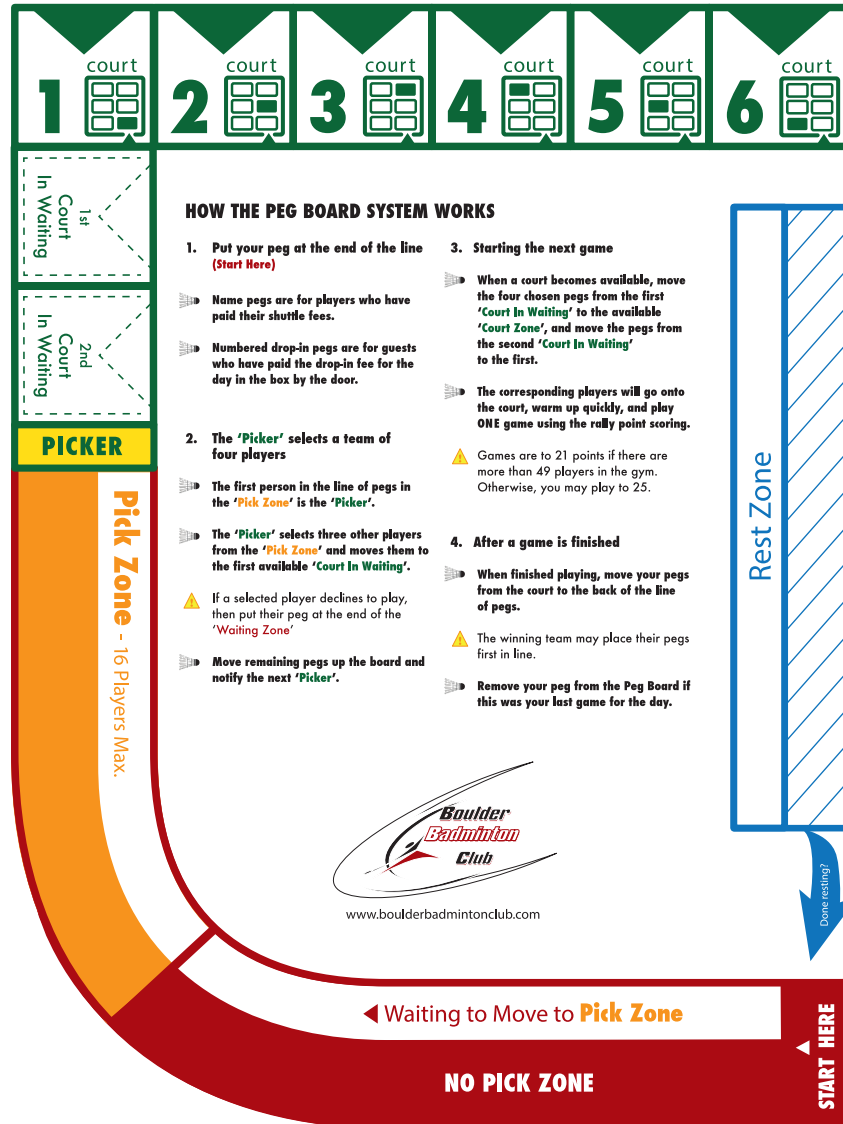 court
1
court
2
court
3
court
4
court
5
court
6
1st
Court
In Waiting
2nd
Court
In Waiting
PICKER
Pick Zone - 16 Players Max.
HOW THE PEG BOARD SYSTEM WORKS
1. Put your peg at the end of the line
(Start Here)
Name pegs are for players who have
paid their shuttle fees.
Numbered drop-in pegs are for guests
who have paid the drop-in fee for the
day in the box by the door.
2. The 'Picker' selects a team of
four players
The first person in the line of pegs in
the 'Pick Zone' is the 'Picker'.
The 'Picker' selects three other players
from the 'Pick Zone' and moves them to
the first available 'Court In Waiting'.
If a selected player declines to play,
then put their peg at the end of the
'Waiting Zone'
Move remaining pegs up the board and
notify the next 'Picker'.
3. Starting the next game
When a court becomes available, move
the four chosen pegs from the first
'Court In Waiting' to the available
'Court Zone', and move the pegs from
the second 'Court In Waiting'
to the first.
The corresponding players will go onto
the court, warm up quickly, and play
ONE game using the rally point scoring.
Games are to 21 points if there are
more than 49 players in the gym.
Otherwise, you may play to 25.
4. After a game is finished
When finished playing, move your pegs
from the court to the back of the line
of pegs.
The winning team may place their pegs
first in line.
Remove your peg from the Peg Board if
this was your last game for the day.
Rest Zone
Done resting?
Boulder
Badminton
Club
www.boulderbadmintonclub.com
Waiting to Move to Pick Zone
NO PICK ZONE
START HERE